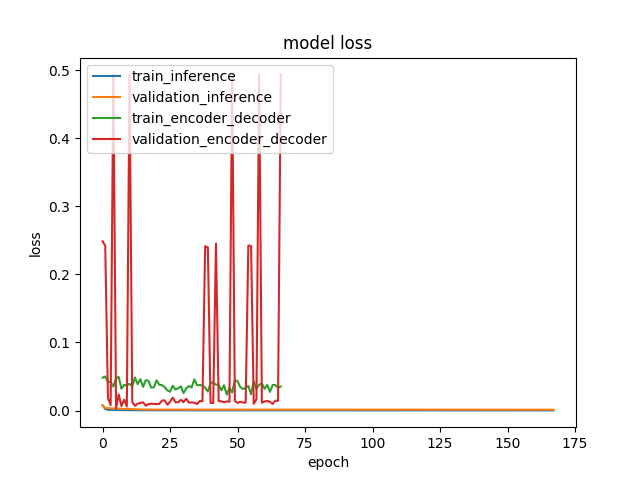 model loss
train_inference
validation_inference
train_encoder_decoder
validation_encoder_decoder
0.5
0.4
0.3
0.2
0.1
0.0
loss
0 25 50 75 100 125 150 175
epoch